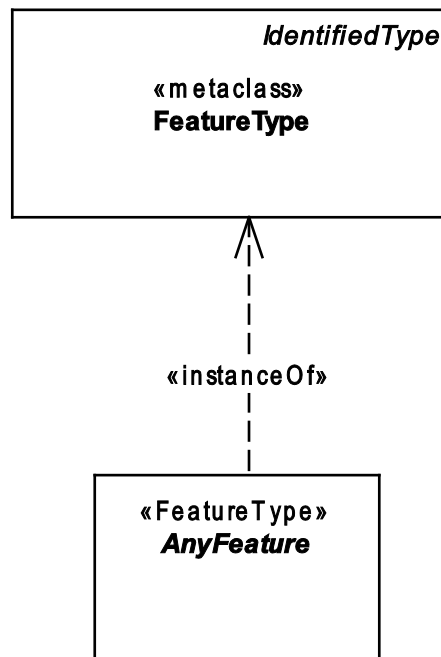 IdentifiedType
«metaclass»
FeatureType
«instanceOf»
«FeatureType»
AnyFeature